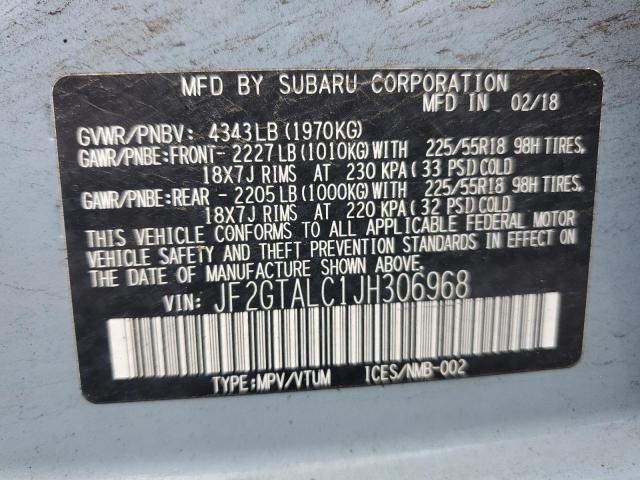 MFD BY SUBARU CORPORATION
MFD IN 02/18
GVWR/PNBV: 4343LB (1970KG)
GAWR/PNBE:FRONT- 2227 LB (1010KG) WITH 225/55R18 98H TIRES,
18X7J RIMS AT 230 KPA ( 33 PSI) COLD
GAWR/PNBE:REAR - 2205 LB (1000KG) WITH 225/55R18 98H TIRES,
18X7J RIMS AT 220 KPA ( 32 PSI) COLD
THIS VEHICLE CONFORMS TO ALL APPLICABLE FEDERAL MOTOR
VEHICLE SAFETY AND THEFT PREVENTION STANDARDS IN EFFECT ON
THE DATE OF MANUFACTURE SHOWN ABOVE.
VIN: JF2GTALC1JH306968
TYPE:MPV/VTUM ICES/NMB-002